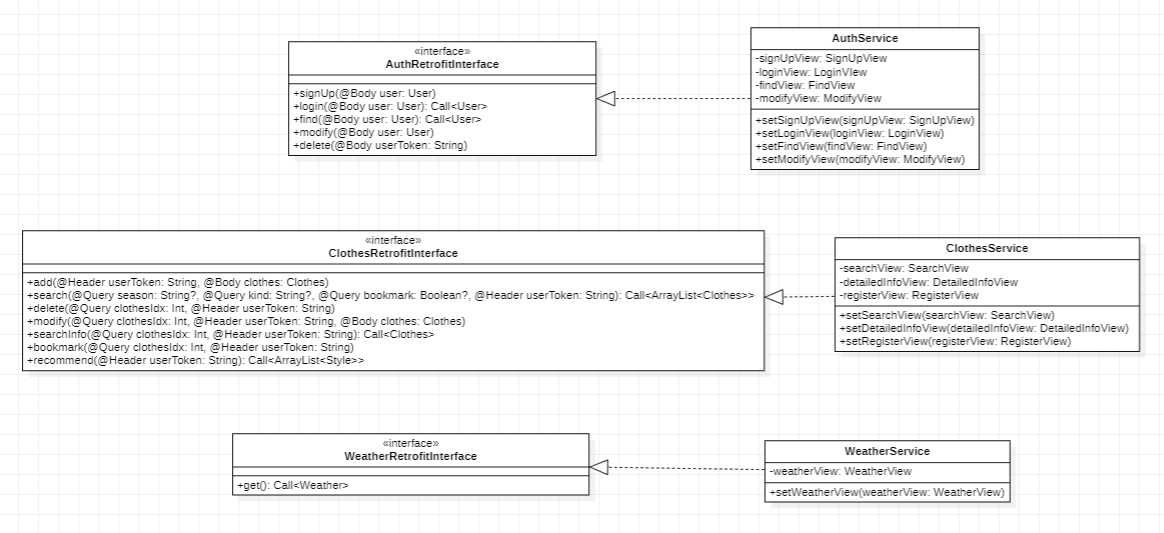 «interface»
AuthRetrofitInterface
+signUp(@Body user: User)
+login(@Body user: User): Call<User>
+find(@Body user: User): Call<User>
+modify(@Body user: User)
+delete(@Body userToken: String)
AuthService
-signUpView: SignUpView
-loginView: LoginVIew
-findView: FindView
-modifyView: ModifyView
+setSignUpView(signUpView: SignUpView)
+setLoginView(loginView: LoginView)
+setFindView(findView: FindView)
+setModifyView(modifyView: ModifyView)
«interface»
ClothesRetrofitInterface
+add(@Header userToken: String, @Body clothes: Clothes)
+search(@Query season: String?, @Query kind: String?, @Query bookmark: Boolean?, @Header userToken: String): Call<ArrayList<Clothes>>
+delete(@Query clothesIdx: Int, @Header userToken: String)
+modify(@Query clothesIdx: Int, @Header userToken: String, @Body clothes: Clothes)
+searchInfo(@Query clothesIdx: Int, @Header userToken: String): Call<Clothes>
+bookmark(@Query clothesIdx: Int, @Header userToken: String)
+recommend(@Header userToken: String): Call<ArrayList<Style>>
ClothesService
-searchView: SearchView
-detailedInfoView: DetailedInfoView
-registerView: RegisterView
+setSearchView(searchView: SearchView)
+setDetailedInfoView(detailedInfoView: DetailedInfoView)
+setRegisterView(registerView: RegisterView)
«interface»
WeatherRetrofitInterface
+get(): Call<Weather>
WeatherService
-weatherView: WeatherView
+setWeatherView(weatherView: WeatherView)